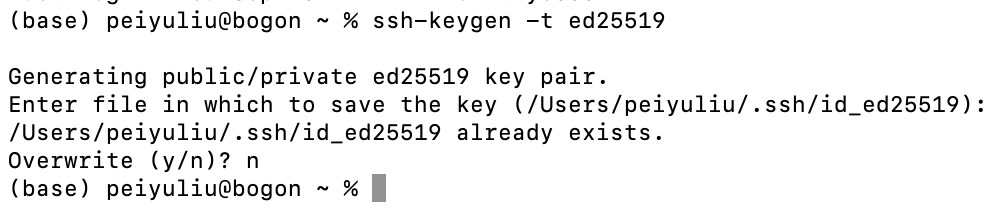 (base) peiyuliu@bogon ~ % ssh-keygen -t ed25519
Generating public/private ed25519 key pair.
Enter file in which to save the key (/Users/peiyuliu/.ssh/id_ed25519):
/Users/peiyuliu/.ssh/id_ed25519 already exists.
Overwrite (y/n)? n
(base) peiyuliu@bogon ~ %